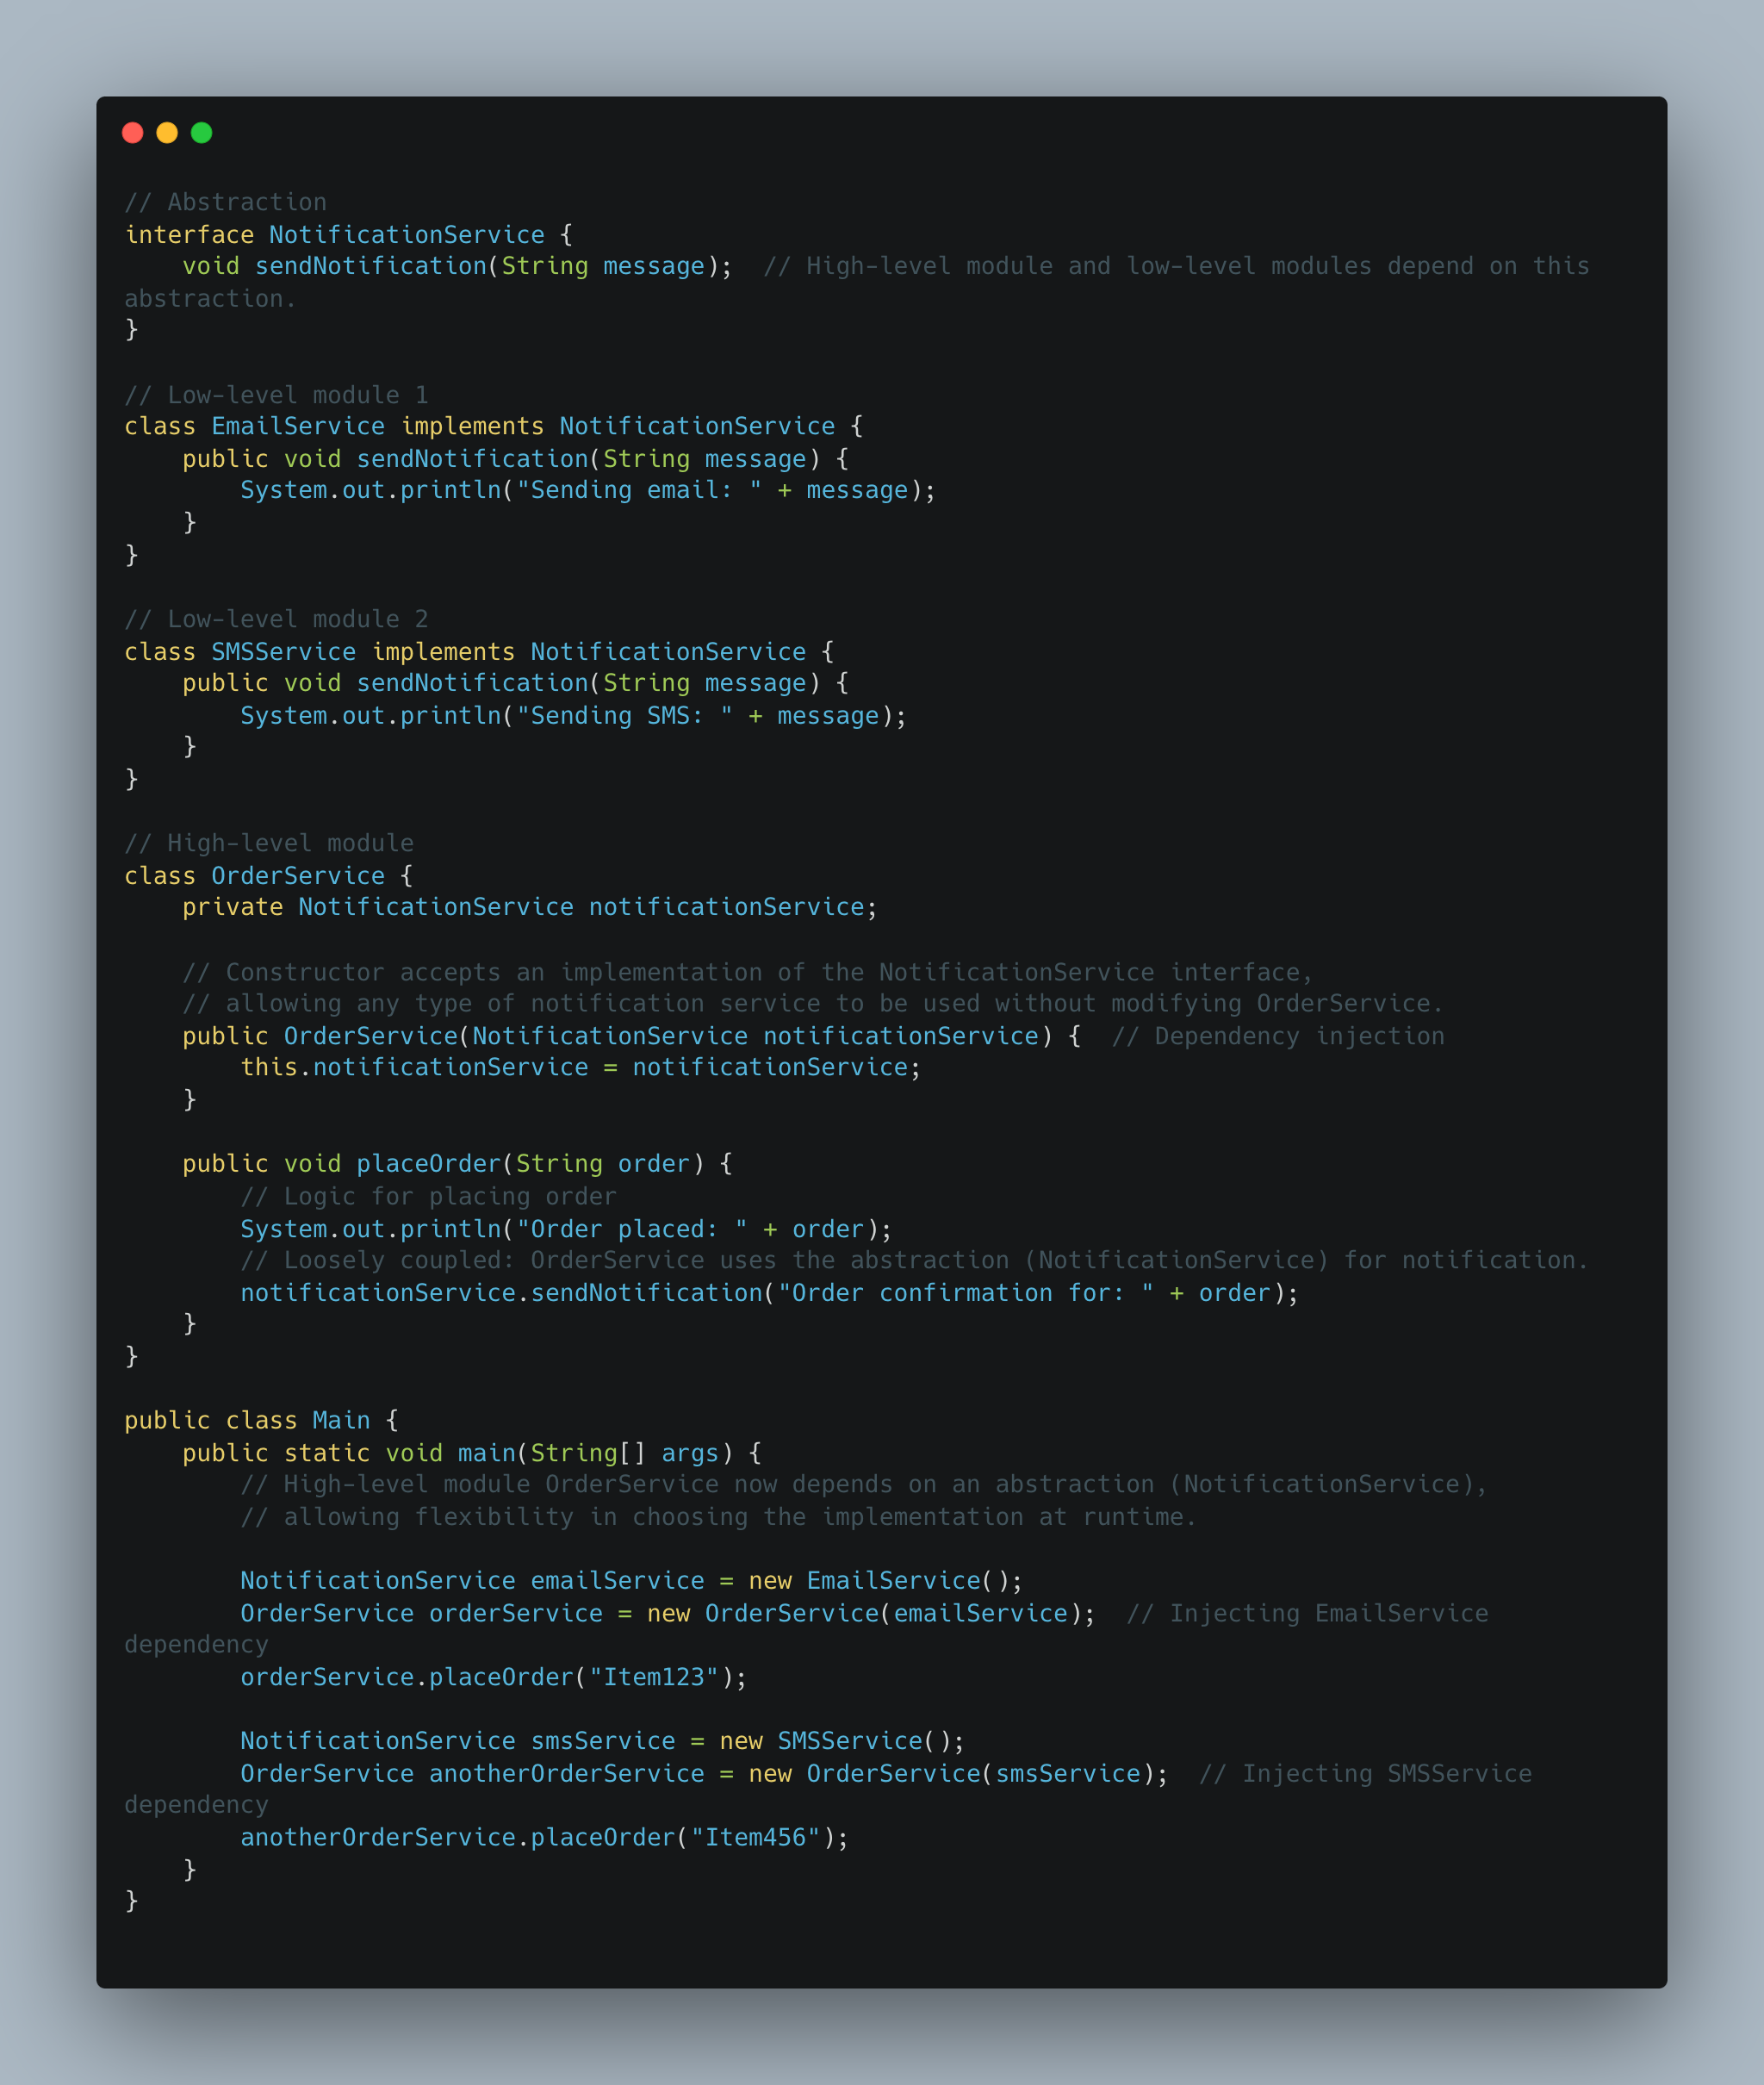 // Abstraction
interface NotificationService {
    void sendNotification(String message);  // High-level module and low-level modules depend on this
abstraction.
}

// Low-level module 1
class EmailService implements NotificationService {
    public void sendNotification(String message) {
        System.out.println("Sending email: " + message);
    }
}

// Low-level module 2
class SMSService implements NotificationService {
    public void sendNotification(String message) {
        System.out.println("Sending SMS: " + message);
    }
}

// High-level module
class OrderService {
    private NotificationService notificationService;

    // Constructor accepts an implementation of the NotificationService interface,
    // allowing any type of notification service to be used without modifying OrderService.
    public OrderService(NotificationService notificationService) {  // Dependency injection
        this.notificationService = notificationService;
    }

    public void placeOrder(String order) {
        // Logic for placing order
        System.out.println("Order placed: " + order);
        // Loosely coupled: OrderService uses the abstraction (NotificationService) for notification.
        notificationService.sendNotification("Order confirmation for: " + order);
    }
}

public class Main {
    public static void main(String[] args) {
        // High-level module OrderService now depends on an abstraction (NotificationService),
        // allowing flexibility in choosing the implementation at runtime.

        NotificationService emailService = new EmailService();
        OrderService orderService = new OrderService(emailService);  // Injecting EmailService
dependency
        orderService.placeOrder("Item123");

        NotificationService smsService = new SMSService();
        OrderService anotherOrderService = new OrderService(smsService);  // Injecting SMSService
dependency
        anotherOrderService.placeOrder("Item456");
    }
}